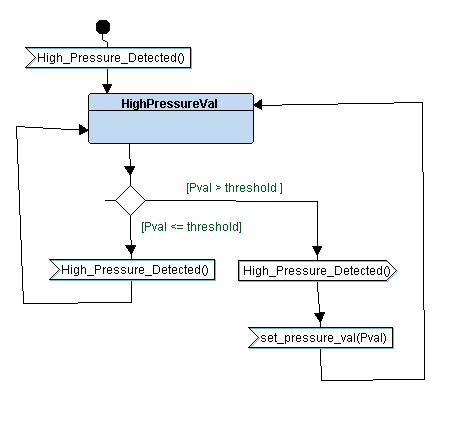 High_Pressure_Detected()
HighPressureVal
[Pval > threshold ]
[Pval <= threshold]
High_Pressure_Detected()
High_Pressure_Detected()
set_pressure_val(Pval)